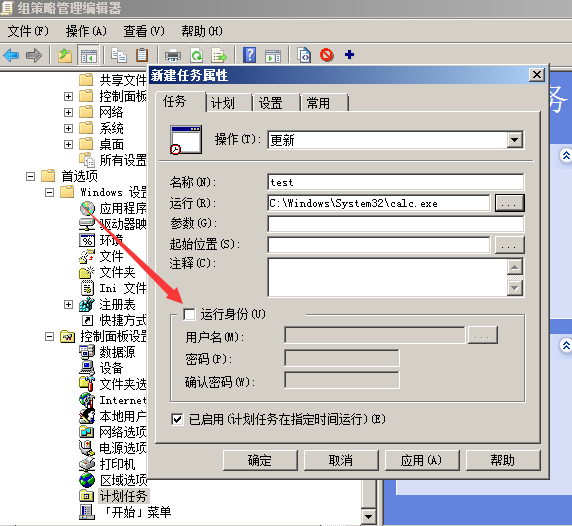 组策略管理编辑器
文件(F) 操作(A) 查看(V) 帮助(H)
共享文件
控制面板
网络
系统
桌面
所有设置
首选项
Windows 设
应用程序
驱动器映
环境
文件
文件夹
Ini 文件
注册表
快捷方式
控制面板设
数据源
设备
文件夹选
Internet
本地用户
网络选项
电源选项
打印机
区域选项
计划任务
「开始」菜单
务
新建任务属性
任务 计划 设置 常用
操作(T): 更新
名称(N): test
运行(R): C:\Windows\System32\calc.exe ...
参数(G):
起始位置(S): ...
注释(C):
运行身份(U)
用户名(M): ...
密码(P):
确认密码(W):
已启用(计划任务在指定时间运行)(E)
确定 取消 应用(A) 帮助